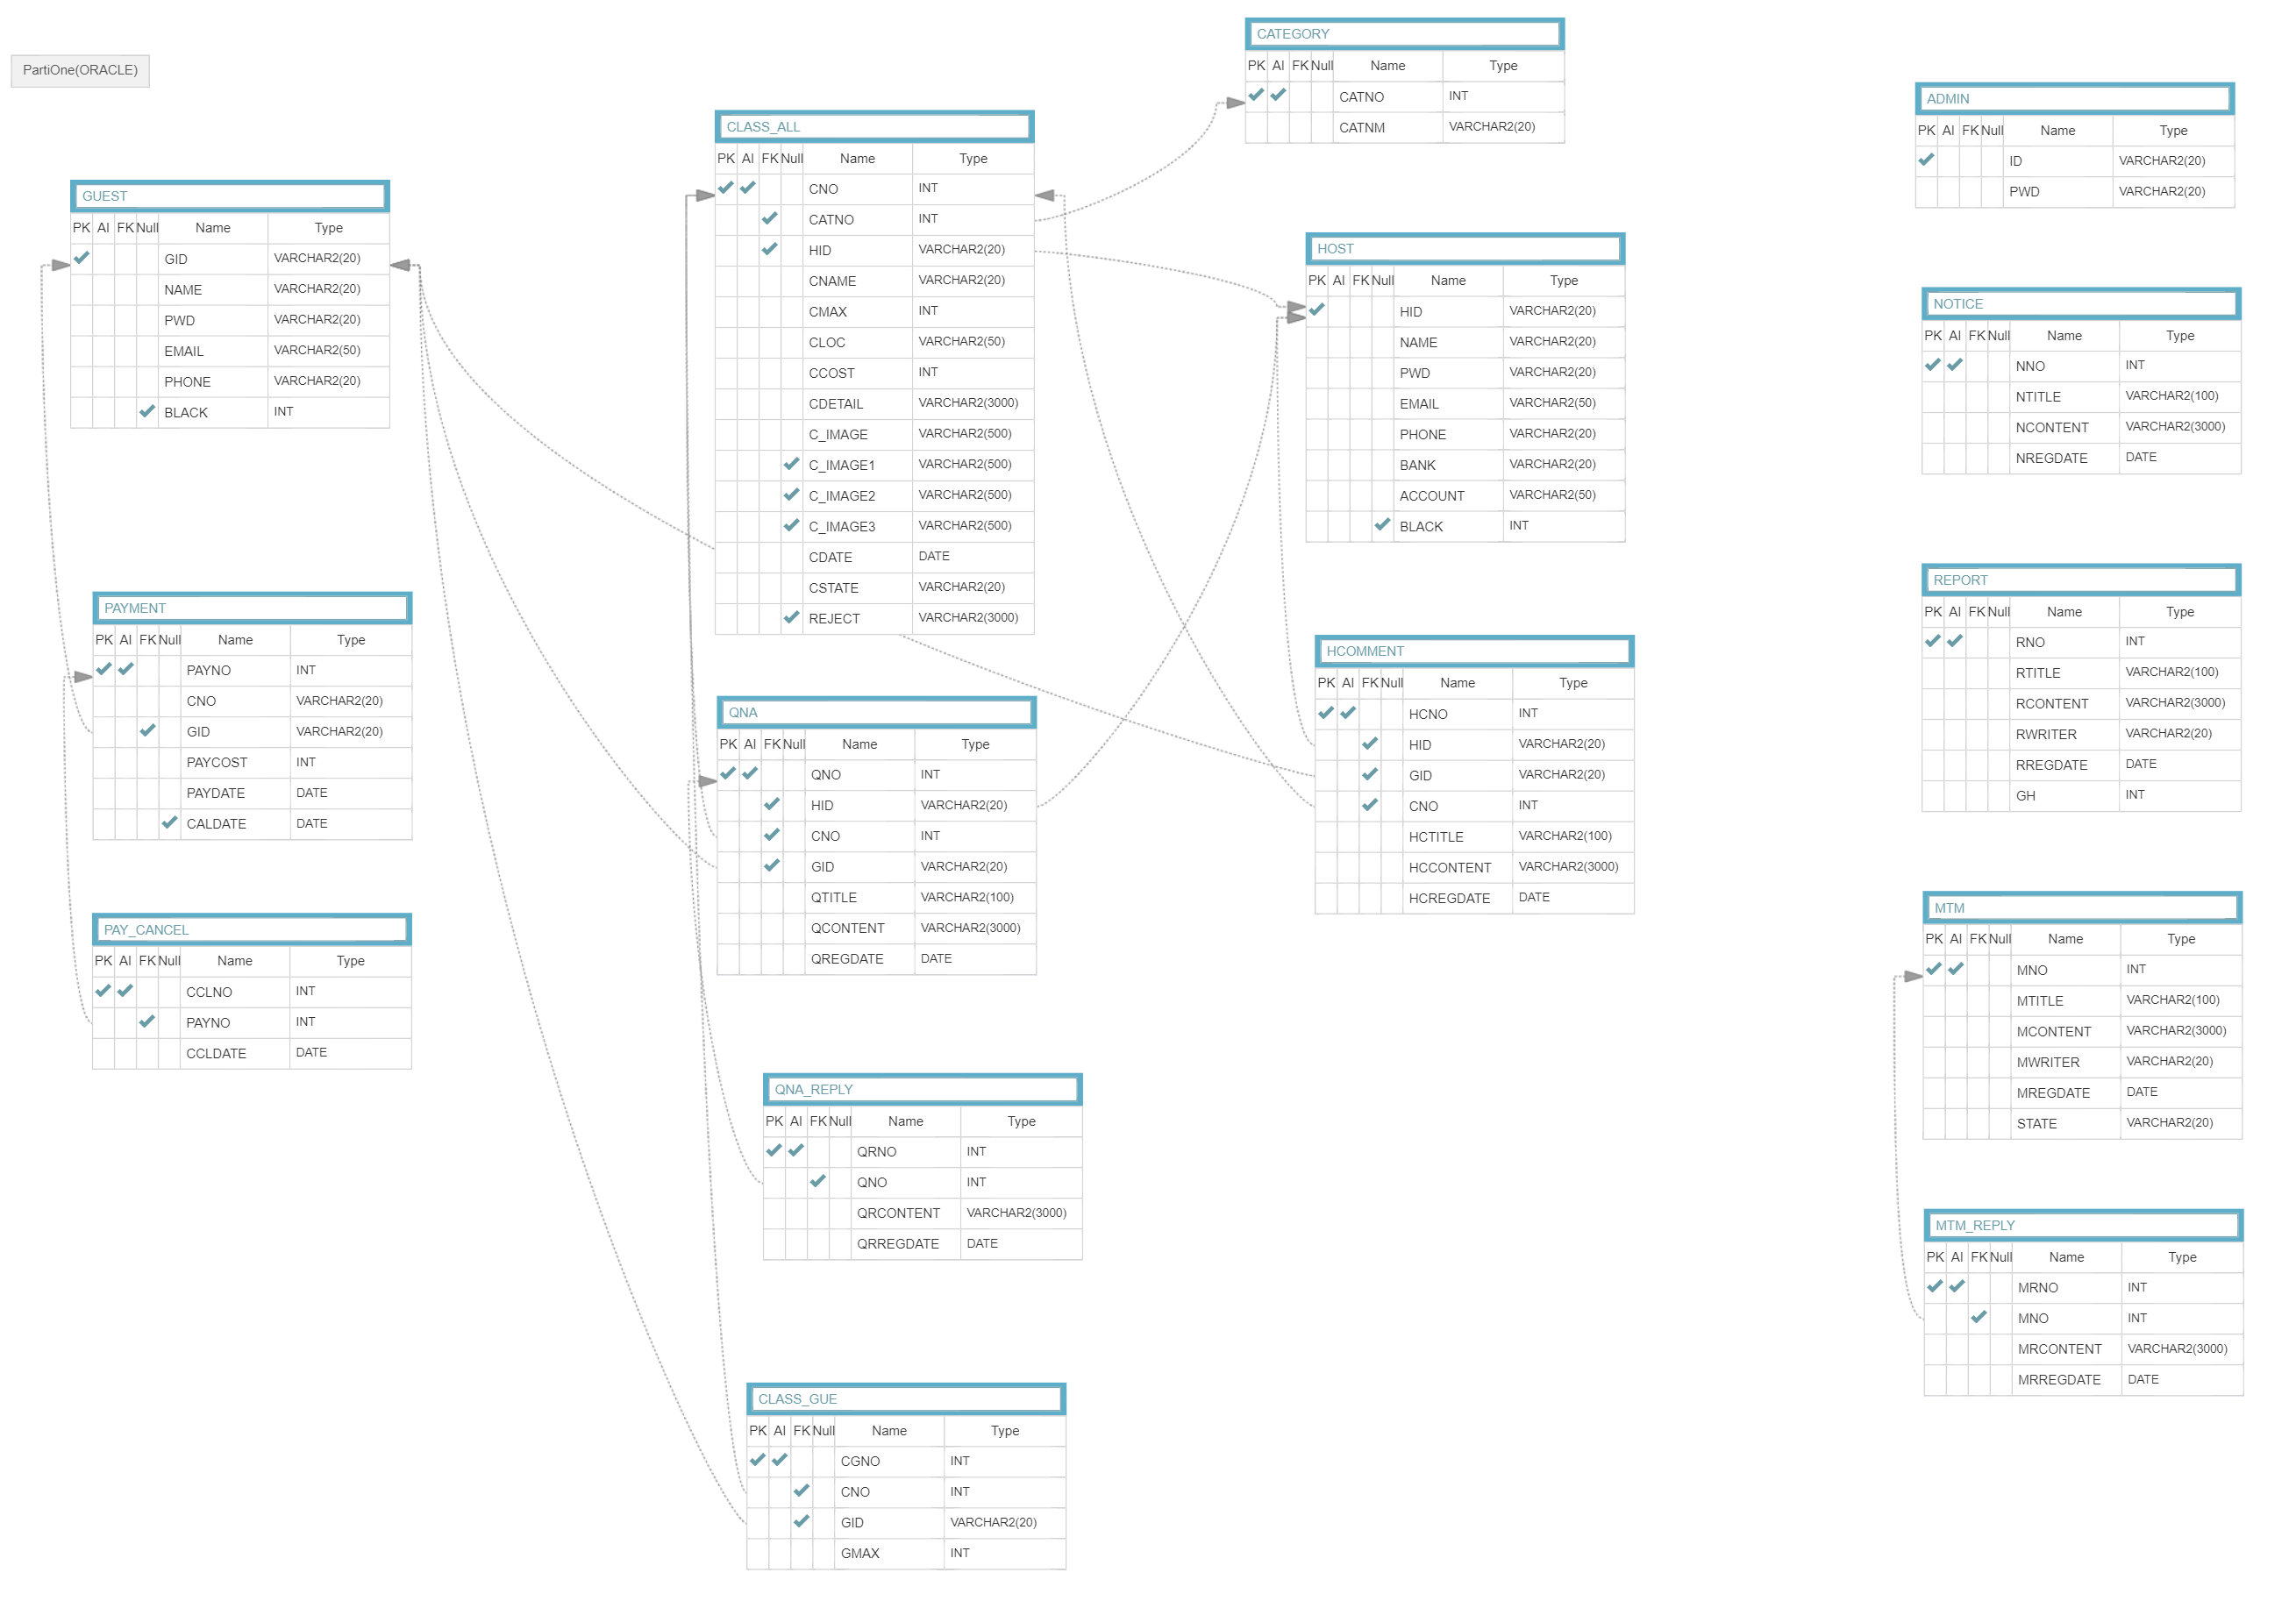 PartiOne(ORACLE)
GUEST
PK AI FK Null Name Type
GID VARCHAR2(20)
NAME VARCHAR2(20)
PWD VARCHAR2(20)
EMAIL VARCHAR2(50)
PHONE VARCHAR2(20)
BLACK INT
PAYMENT
PK AI FK Null Name Type
PAYNO INT
CNO VARCHAR2(20)
GID VARCHAR2(20)
PAYCOST INT
PAYDATE DATE
CALDATE DATE
PAY_CANCEL
PK AI FK Null Name Type
CCLNO INT
PAYNO INT
CCLDATE DATE
CLASS_ALL
PK AI FK Null Name Type
CNO INT
CATNO INT
HID VARCHAR2(20)
CNAME VARCHAR2(20)
CMAX INT
CLOC VARCHAR2(50)
CCOST INT
CDETAIL VARCHAR2(3000)
C_IMAGE VARCHAR2(500)
C_IMAGE1 VARCHAR2(500)
C_IMAGE2 VARCHAR2(500)
C_IMAGE3 VARCHAR2(500)
CDATE DATE
CSTATE VARCHAR2(20)
REJECT VARCHAR2(3000)
QNA
PK AI FK Null Name Type
QNO INT
HID VARCHAR2(20)
CNO INT
GID VARCHAR2(20)
QTITLE VARCHAR2(100)
QCONTENT VARCHAR2(3000)
QREGDATE DATE
QNA_REPLY
PK AI FK Null Name Type
QRNO INT
QNO INT
QRCONTENT VARCHAR2(3000)
QRREGDATE DATE
CLASS_GUE
PK AI FK Null Name Type
CGNO INT
CNO INT
GID VARCHAR2(20)
GMAX INT
CATEGORY
PK AI FK Null Name Type
CATNO INT
CATNM VARCHAR2(20)
HOST
PK AI FK Null Name Type
HID VARCHAR2(20)
NAME VARCHAR2(20)
PWD VARCHAR2(20)
EMAIL VARCHAR2(50)
PHONE VARCHAR2(20)
BANK VARCHAR2(20)
ACCOUNT VARCHAR2(50)
BLACK INT
HCOMMENT
PK AI FK Null Name Type
HCNO INT
HID VARCHAR2(20)
GID VARCHAR2(20)
CNO INT
HCTITLE VARCHAR2(100)
HCCONTENT VARCHAR2(3000)
HCREGDATE DATE
ADMIN
PK AI FK Null Name Type
ID VARCHAR2(20)
PWD VARCHAR2(20)
NOTICE
PK AI FK Null Name Type
NNO INT
NTITLE VARCHAR2(100)
NCONTENT VARCHAR2(3000)
NREGDATE DATE
REPORT
PK AI FK Null Name Type
RNO INT
RTITLE VARCHAR2(100)
RCONTENT VARCHAR2(3000)
RWRITER VARCHAR2(20)
RREGDATE DATE
GH INT
MTM
PK AI FK Null Name Type
MNO INT
MTITLE VARCHAR2(100)
MCONTENT VARCHAR2(3000)
MWRITER VARCHAR2(20)
MREGDATE DATE
STATE VARCHAR2(20)
MTM_REPLY
PK AI FK Null Name Type
MRNO INT
MNO INT
MRCONTENT VARCHAR2(3000)
MRREGDATE DATE